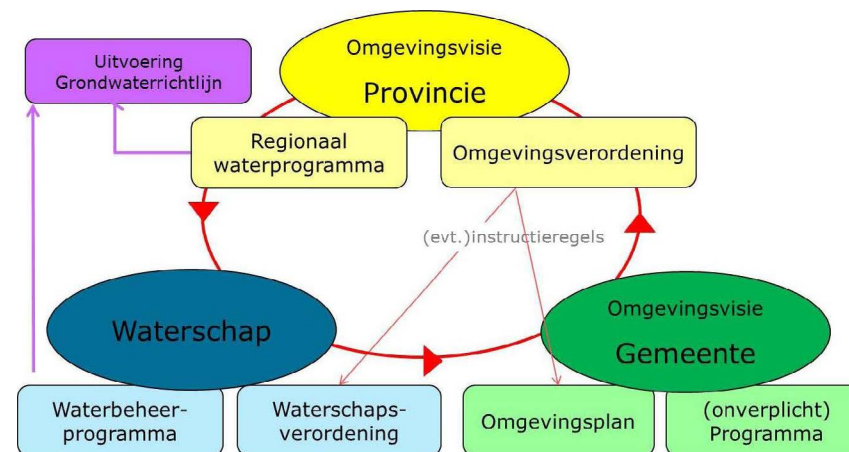 Uitvoering
Grondwaterrichtlijn
Omgevingsvisie
Provincie
Regionaal
waterprogramma
Omgevingsverordening
(evt.)instructieregels
Waterschap
Omgevingsvisie
Gemeente
Waterbeheer-
programma
Waterschaps-
verordening
Omgevingsplan
(onverplicht)
Programma